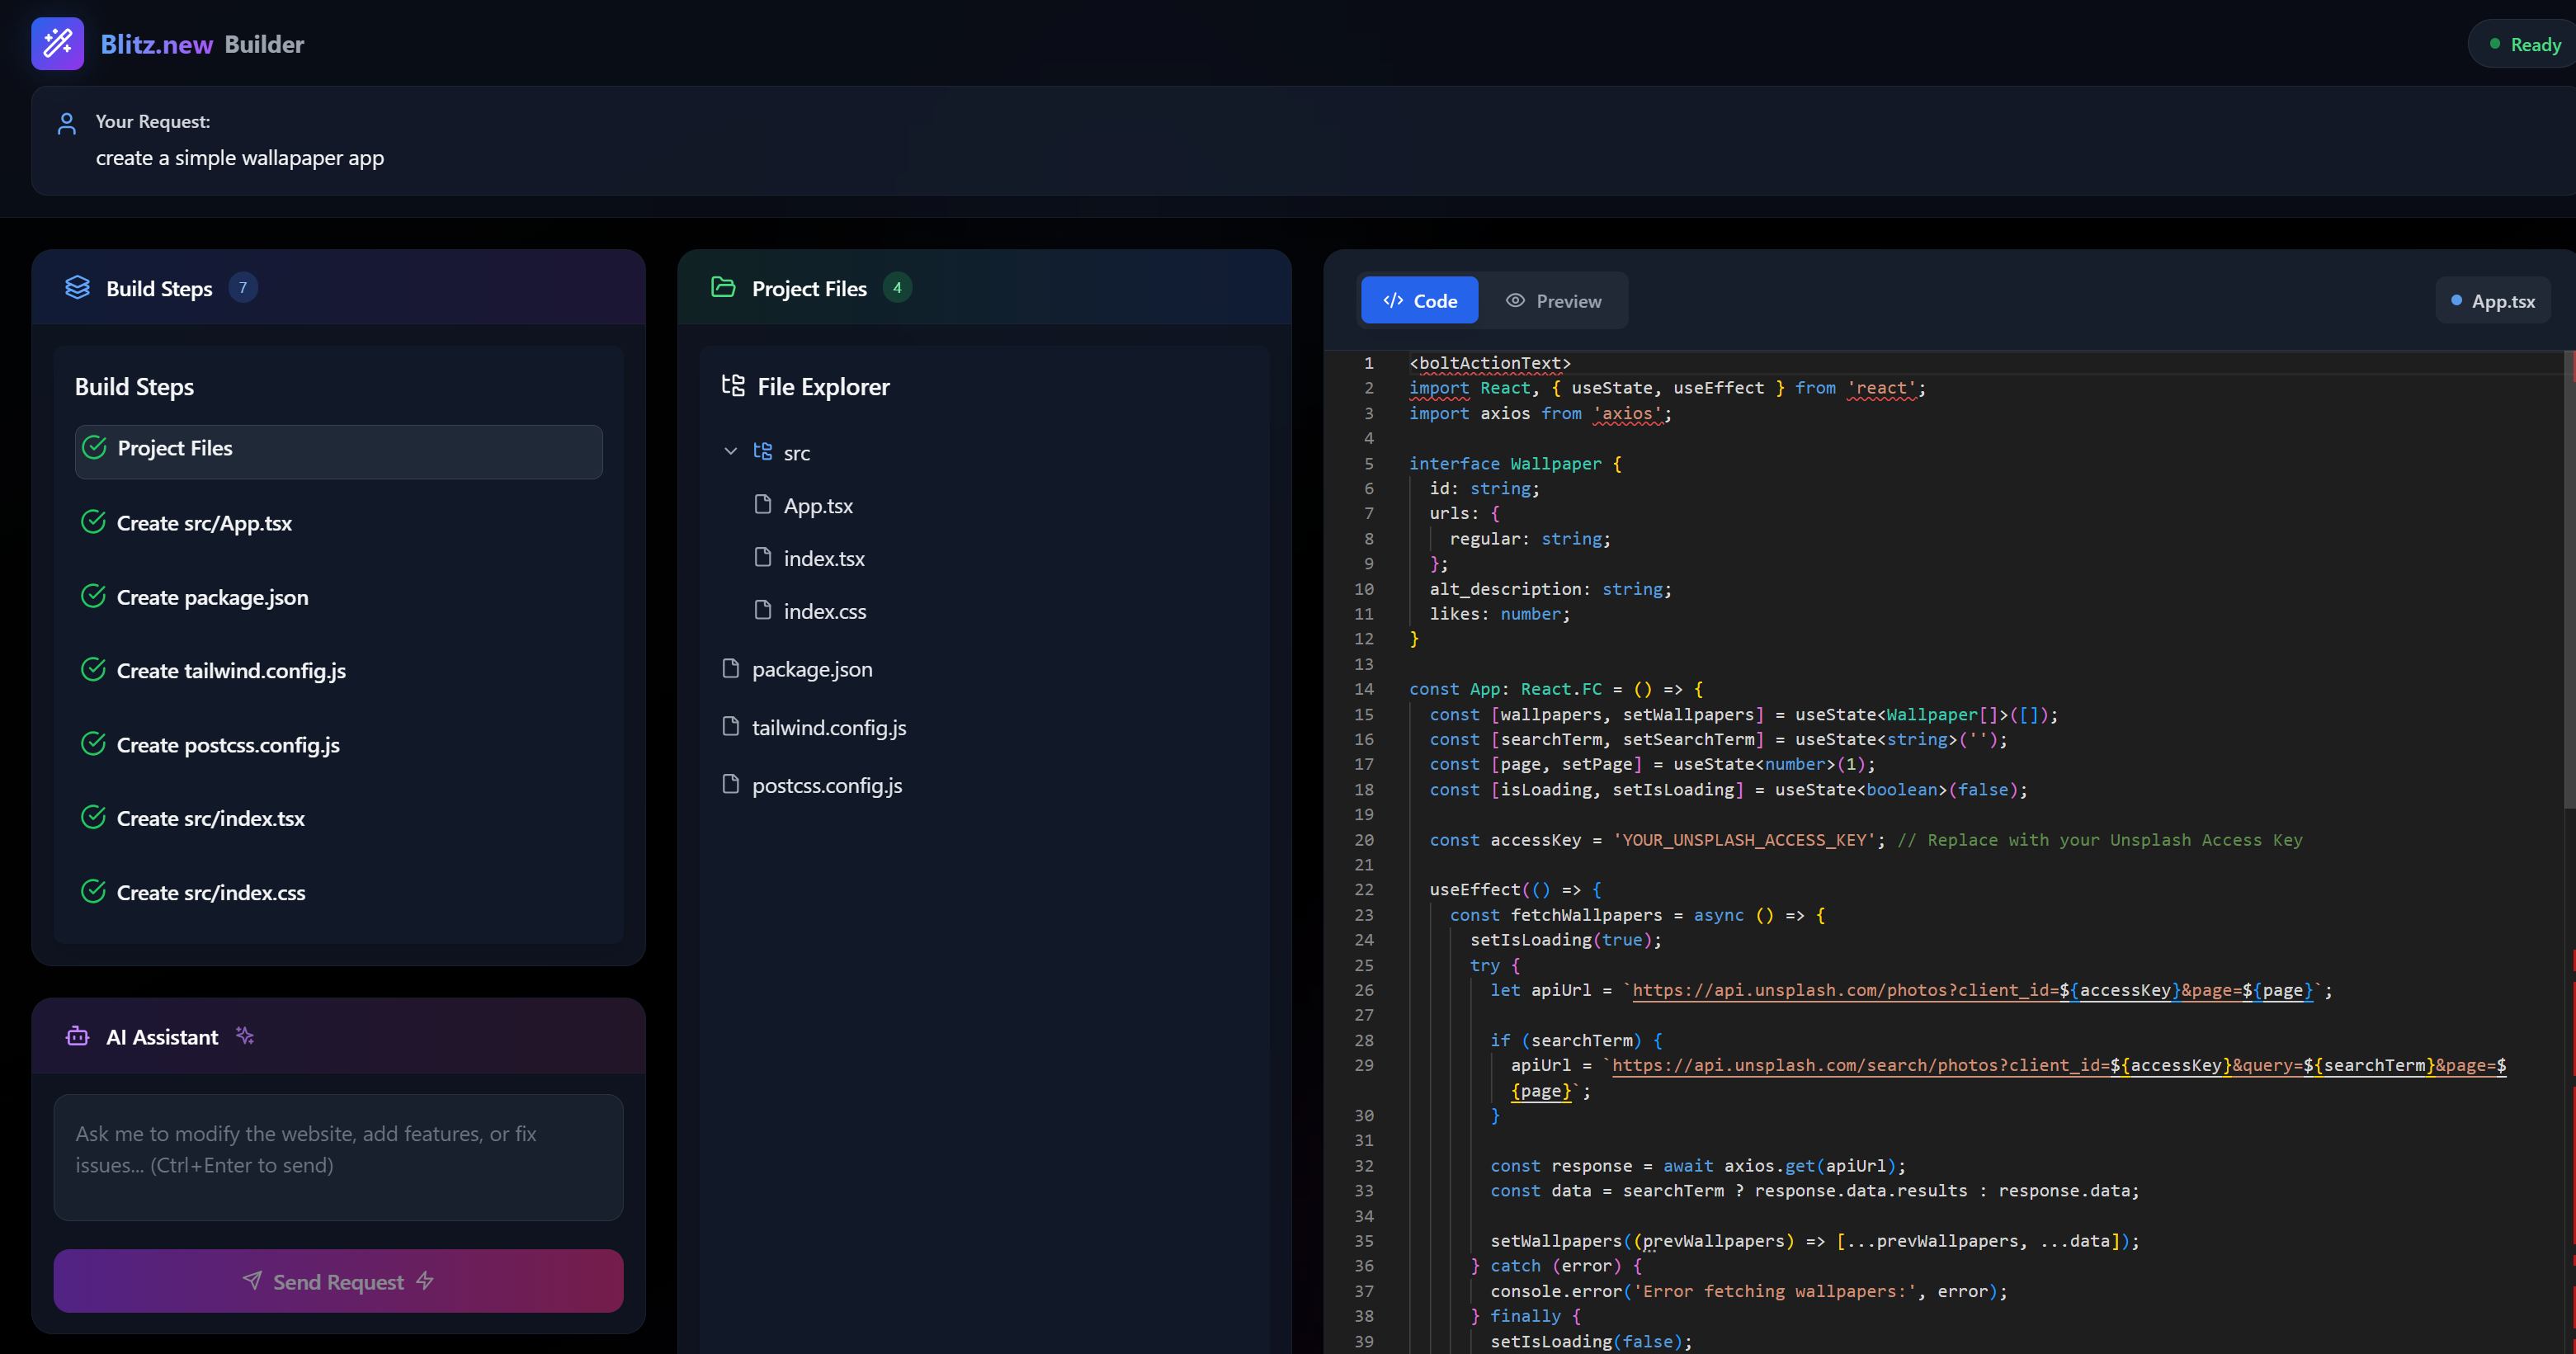 Blitz.new Builder
Ready
Your Request:
create a simple wallapaper app
Build Steps 7
Build Steps
Project Files
Create src/App.tsx
Create package.json
Create tailwind.config.js
Create postcss.config.js
Create src/index.tsx
Create src/index.css
AI Assistant
Ask me to modify the website, add features, or fix
issues... (Ctrl+Enter to send)
Send Request
Project Files 4
File Explorer
src
App.tsx
index.tsx
index.css
package.json
tailwind.config.js
postcss.config.js
</> Code
Preview
App.tsx
1 <boltActionText>
2 import React, { useState, useEffect } from 'react';
3 import axios from 'axios';
4
5 interface Wallpaper {
6 id: string;
7 urls: {
8 regular: string;
9 };
10 alt_description: string;
11 likes: number;
12 }
13
14 const App: React.FC = () => {
15 const [wallpapers, setWallpapers] = useState<Wallpaper[]>([]);
16 const [searchTerm, setSearchTerm] = useState<string>('');
17 const [page, setPage] = useState<number>(1);
18 const [isLoading, setIsLoading] = useState<boolean>(false);
19
20 const accessKey = 'YOUR_UNSPLASH_ACCESS_KEY'; // Replace with your Unsplash Access Key
21
22 useEffect(() => {
23 const fetchWallpapers = async () => {
24 setIsLoading(true);
25 try {
26 let apiUrl = `https://api.unsplash.com/photos?client_id=${accessKey}&page=${page}`;
27
28 if (searchTerm) {
29 apiUrl = `https://api.unsplash.com/search/photos?client_id=${accessKey}&query=${searchTerm}&page=$
{page}`;
30 }
31
32 const response = await axios.get(apiUrl);
33 const data = searchTerm ? response.data.results : response.data;
34
35 setWallpapers((prevWallpapers) => [...prevWallpapers, ...data]);
36 } catch (error) {
37 console.error('Error fetching wallpapers:', error);
38 } finally {
39 setIsLoading(false);